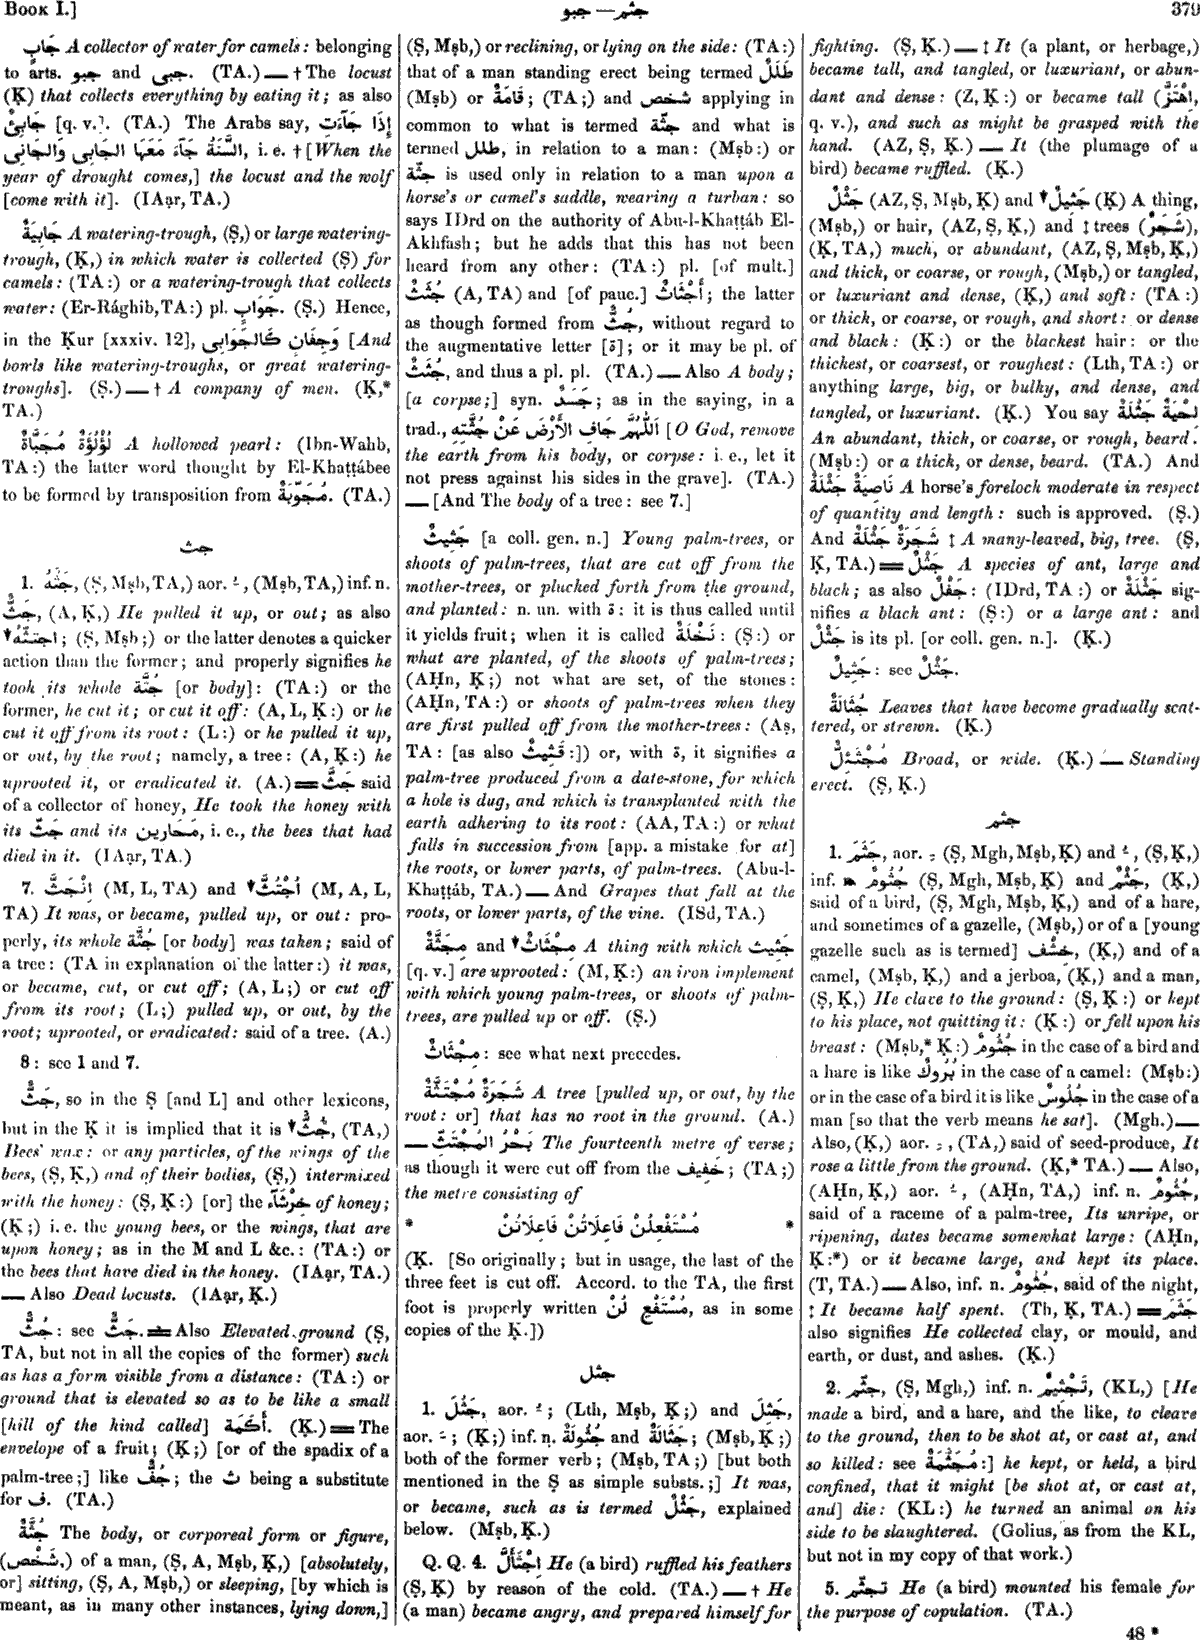 Book I.]
جثم — جبو
379
جَابٍ A collector of water for camels: belonging
to arts. جبو and جبى. (TA.) — † The locust
(Ḳ) that collects everything by eating it; as also
جَابِئٌ [q. v.]. (TA.) The Arabs say, إِذَا جَآءَتِ
السَّنَةُ جَآءَ مَعَهَا الجَابِى وَالجَانِى, i. e. † [When the
year of drought comes,] the locust and the wolf
[come with it]. (IAạr, TA.)
جَابِيَةٌ A watering-trough, (Ṣ,) or large watering-
trough, (Ḳ,) in which water is collected (Ṣ) for
camels: (TA:) or a watering-trough that collects
water: (Er-Rághib, TA:) pl. جَوَابٍ. (Ṣ.) Hence,
in the Ḳur [xxxiv. 12], وَجِفَانٍ كَالجَوَابِى [And
bowls like watering-troughs, or great watering-
troughs]. (Ṣ.) — † A company of men. (Ḳ,*
TA.)
لُؤْلُؤَةٌ مُجَبَّاةٌ A hollowed pearl: (Ibn-Wahb,
TA:) the latter word thought by El-Khaṭṭábee
to be formed by transposition from مُجَوَّبَةٌ. (TA.)
جث
1. جَثَّهُ, (Ṣ, Mṣb, TA,) aor. ـُ, (Mṣb, TA,) inf. n.
جَثٌّ, (A, Ḳ,) He pulled it up, or out; as also
▾ اجتثّهُ; (Ṣ, Mṣb;) or the latter denotes a quicker
action than the former; and properly signifies he
took its whole جُثَّة [or body]: (TA:) or the
former, he cut it; or cut it off: (A, L, Ḳ:) or he
cut it off from its root: (L:) or he pulled it up,
or out, by the root; namely, a tree: (A, Ḳ:) he
uprooted it, or eradicated it. (A.) = جَثَّ said
of a collector of honey, He took the honey with
its جَثّ and its مَحَارِين, i. e., the bees that had
died in it. (IAạr, TA.)
7. اِنْجَثَّ (M, L, TA) and ▾ اُجْتُثَّ (M, A, L,
TA) It was, or became, pulled up, or out: pro-
perly, its whole جُثَّة [or body] was taken; said of
a tree: (TA in explanation of the latter:) it was,
or became, cut, or cut off; (A, L;) or cut off
from its root; (L;) pulled up, or out, by the
root; uprooted, or eradicated: said of a tree. (A.)
8: see 1 and 7.
جَثٌّ, so in the Ṣ [and L] and other lexicons,
but in the Ḳ it is implied that it is ▾ جُثٌّ, (TA,)
Bees' wax: or any particles, of the wings of the
bees, (Ṣ, Ḳ,) and of their bodies, (Ṣ,) intermixed
with the honey: (Ṣ, Ḳ:) [or] the خِرْشَآء of honey;
(Ḳ;) i. e. the young bees, or the wings, that are
upon honey; as in the M and L &c.: (TA:) or
the bees that have died in the honey. (IAạr, TA.)
— Also Dead locusts. (IAạr, Ḳ.)
جُثٌّ: see جَثٌّ. = Also Elevated ground (Ṣ,
TA, but not in all the copies of the former) such
as has a form visible from a distance: (TA:) or
ground that is elevated so as to be like a small
[hill of the kind called] أَكَمَة. (Ḳ.) = The
envelope of a fruit; (Ḳ;) [or of the spadix of a
palm-tree;] like جُفٌّ; the ث being a substitute
for ف. (TA.)
جُثَّةٌ The body, or corporeal form or figure,
(شَخْص,) of a man, (Ṣ, A, Mṣb, Ḳ,) [absolutely,
or] sitting, (Ṣ, A, Mṣb,) or sleeping, [by which is
meant, as in many other instances, lying down,]
(Ṣ, Mṣb,) or reclining, or lying on the side: (TA:)
that of a man standing erect being termed طَلَلٌ
(Mṣb) or قَامَةٌ; (TA;) and شخص applying in
common to what is termed جثّة and what is
termed طلل, in relation to a man: (Mṣb:) or
جثّة is used only in relation to a man upon a
horse's or camel's saddle, wearing a turban: so
says IDrd on the authority of Abu-l-Khaṭṭáb El-
Akhfash; but he adds that this has not been
heard from any other: (TA:) pl. [of mult.]
جُثَثٌ (A, TA) and [of pauc.] أَجْثَاثٌ; the latter
as though formed from جُثٌّ, without regard to
the augmentative letter [ة]; or it may be pl. of
جُثَثٌ, and thus a pl. pl. (TA.) — Also A body;
[a corpse;] syn. جَسَدٌ; as in the saying, in a
trad., اَللّٰهُمَّ جَافِ الأَرْضَ عَنْ جُثَّتِهِ [O God, remove
the earth from his body, or corpse: i. e., let it
not press against his sides in the grave]. (TA.)
— [And The body of a tree: see 7.]
جَثِيثٌ [a coll. gen. n.] Young palm-trees, or
shoots of palm-trees, that are cut off from the
mother-trees, or plucked forth from the ground,
and planted: n. un. with ة: it is thus called until
it yields fruit; when it is called نَخْلَةٌ: (Ṣ:) or
what are planted, of the shoots of palm-trees;
(AḤn, Ḳ;) not what are set, of the stones:
(AḤn, TA:) or shoots of palm-trees when they
are first pulled off from the mother-trees: (Aṣ,
TA: [as also قَثِيثٌ:]) or, with ة, it signifies a
palm-tree produced from a date-stone, for which
a hole is dug, and which is transplanted with the
earth adhering to its root: (AA, TA:) or what
falls in succession from [app. a mistake for at]
the roots, or lower parts, of palm-trees. (Abu-l-
Khaṭṭáb, TA.) — And Grapes that fall at the
roots, or lower parts, of the vine. (ISd, TA.)
مِجَثَّةٌ and ▾ مِجْثَاثٌ A thing with which جَثِيث
[q. v.] are uprooted: (M, Ḳ:) an iron implement
with which young palm-trees, or shoots of palm-
trees, are pulled up or off. (Ṣ.)
مِجْثَاثٌ: see what next precedes.
شَجَرَةٌ مُجْتَثَّةٌ A tree [pulled up, or out, by the
root: or] that has no root in the ground. (A.)
— بَحْرُ المُجْتَثِّ The fourteenth metre of verse;
as though it were cut off from the خَفِيف; (TA;)
the metre consisting of
* مُسْتَفْعِلُنْ فَاعِلَاتُنْ فَاعِلَاتُنْ *
(Ḳ. [So originally; but in usage, the last of the
three feet is cut off. Accord. to the TA, the first
foot is properly written مُسْتَفْعِ لُنْ, as in some
copies of the Ḳ.])
جثل
1. جَثُلَ, aor. ـُ; (Lth, Mṣb, Ḳ;) and جَثِلَ,
aor. ـَ; (Ḳ;) inf. n. جَثَالَةٌ and جُثُولَةٌ; (Mṣb, Ḳ;)
both of the former verb; (Mṣb, TA;) [but both
mentioned in the Ṣ as simple substs.;] It was,
or became, such as is termed جَثْلٌ, explained
below. (Mṣb, Ḳ.)
Q. Q. 4. اِجْثَأَلَّ He (a bird) ruffled his feathers
(Ṣ, Ḳ) by reason of the cold. (TA.) — † He
(a man) became angry, and prepared himself for
fighting. (Ṣ, Ḳ.) — ‡ It (a plant, or herbage,)
became tall, and tangled, or luxuriant, or abun-
dant and dense: (Z, Ḳ:) or became tall (اِهْتَزَّ,
q. v.), and such as might be grasped with the
hand. (AZ, Ṣ, Ḳ.) — It (the plumage of a
bird) became ruffled. (Ḳ.)
جَثْلٌ (AZ, Ṣ, Mṣb, Ḳ) and ▾ جَثِيلٌ (Ḳ) A thing,
(Mṣb,) or hair, (AZ, Ṣ, Ḳ,) and ‡ trees (شَجَرٌ),
(Ḳ, TA,) much, or abundant, (AZ, Ṣ, Mṣb, Ḳ,)
and thick, or coarse, or rough, (Mṣb,) or tangled,
or luxuriant and dense, (Ḳ,) and soft: (TA:)
or thick, or coarse, or rough, and short: or dense
and black: (Ḳ:) or the blackest hair: or the
thickest, or coarsest, or roughest: (Lth, TA:) or
anything large, big, or bulky, and dense, and
tangled, or luxuriant. (Ḳ.) You say لِحْيَةٌ جَثْلَةٌ
An abundant, thick, or coarse, or rough, beard.
(Mṣb:) or a thick, or dense, beard. (TA.) And
نَاصِيَةٌ جَثْلَةٌ A horse's forelock moderate in respect
of quantity and length: such is approved. (Ṣ.)
And شَجَرَةٌ جَثْلَةٌ ‡ A many-leaved, big, tree. (Ṣ,
Ḳ, TA.) = جَثْلٌ A species of ant, large and
black; as also جَفْلٌ: (IDrd, TA:) or جَثْلَةٌ sig-
nifies a black ant: (Ṣ:) or a large ant: and
جَثْلٌ is its pl. [or coll. gen. n.]. (Ḳ.)
جَثِيلٌ: see جَثْلٌ.
جُثَالَةٌ Leaves that have become gradually scat-
tered, or strewn. (Ḳ.)
مُجْثَئِلٌّ Broad, or wide. (Ḳ.) — Standing
erect. (Ṣ, Ḳ.)
جثم
1. جَثَمَ, aor. ـِ (Ṣ, Mgh, Mṣb, Ḳ) and ـُ, (Ṣ, Ḳ,)
inf. n. جُثُومٌ (Ṣ, Mgh, Mṣb, Ḳ) and جَثْمٌ, (Ḳ,)
said of a bird, (Ṣ, Mgh, Mṣb, Ḳ,) and of a hare,
and sometimes of a gazelle, (Mṣb,) or of a [young
gazelle such as is termed] خِشْف, (Ḳ,) and of a
camel, (Mṣb, Ḳ,) and a jerboa, (Ḳ,) and a man,
(Ṣ, Ḳ,) He clave to the ground: (Ṣ, Ḳ:) or kept
to his place, not quitting it: (Ḳ:) or fell upon his
breast: (Mṣb,* Ḳ:) جُثُومٌ in the case of a bird and
a hare is like بُرُوكٌ in the case of a camel: (Mṣb:)
or in the case of a bird it is like جُلُوسٌ in the case of a
man [so that the verb means he sat]. (Mgh.) —
Also, (Ḳ,) aor. ـِ, (TA,) said of seed-produce, It
rose a little from the ground. (Ḳ,* TA.) — Also,
(AḤn, Ḳ,) aor. ـُ, (AḤn, TA,) inf. n. جُثُومٌ,
said of a raceme of a palm-tree, Its unripe, or
ripening, dates became somewhat large: (AḤn,
Ḳ:*) or it became large, and kept its place.
(T, TA.) — Also, inf. n. جُثُومٌ, said of the night,
‡ It became half spent. (Th, Ḳ, TA.) = جَثَمَ
also signifies He collected clay, or mould, and
earth, or dust, and ashes. (Ḳ.)
2. جثّم, (Ṣ, Mgh,) inf. n. تَجْثِيمٌ, (KL,) [He
made a bird, and a hare, and the like, to cleave
to the ground, then to be shot at, or cast at, and
so killed: see مُجَثَّمَةٌ:] he kept, or held, a bird
confined, that it might [be shot at, or cast at,
and] die: (KL:) he turned an animal on his
side to be slaughtered. (Golius, as from the KL,
but not in my copy of that work.)
5. تجثّم He (a bird) mounted his female for
the purpose of copulation. (TA.)
48 *